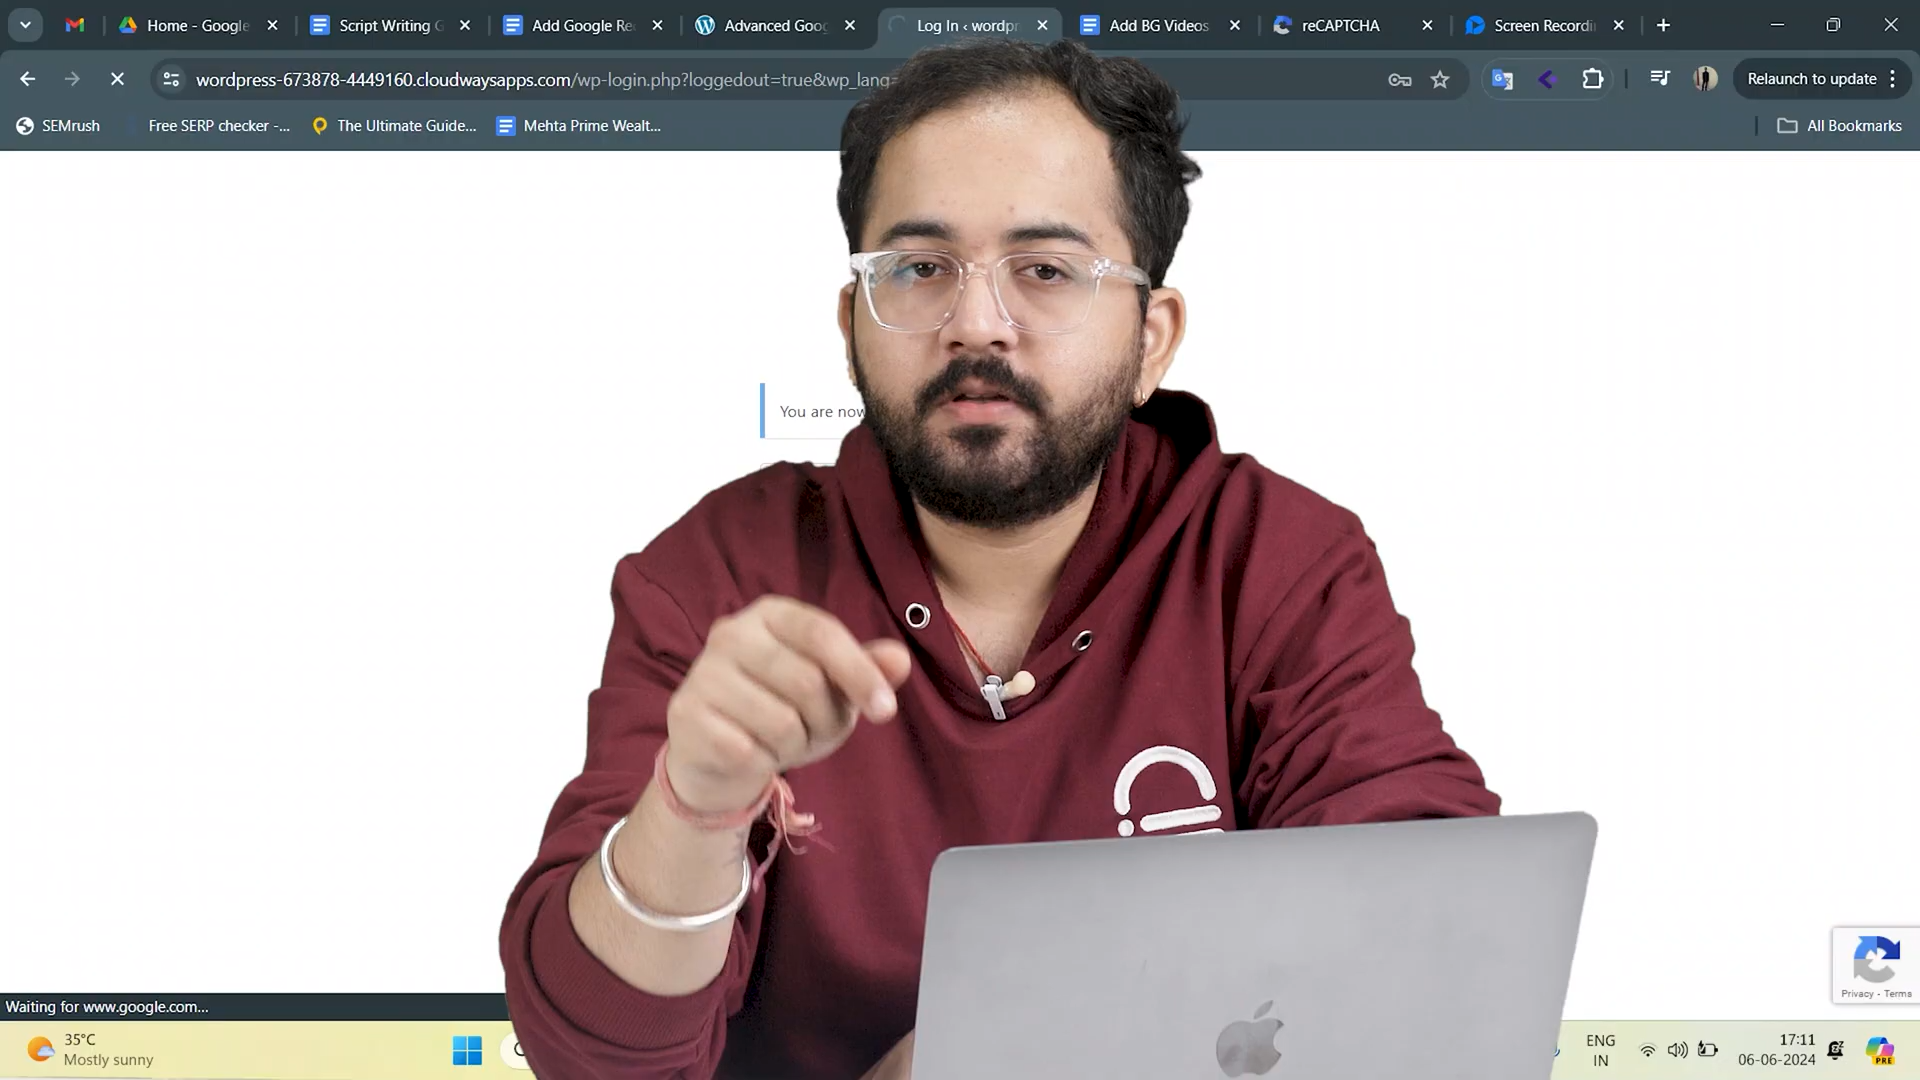 Home - Google
Script Writing G
Add Google Re
Advanced Goo
Log In ‹ wordpr
Add BG Videos
reCAPTCHA
Screen Recordi
wordpress-673878-4449160.cloudwaysapps.com/wp-login.php?loggedout=true&wp_lang=
Relaunch to update
SEMrush
Free SERP checker -...
The Ultimate Guide...
Mehta Prime Wealt...
All Bookmarks
You are now
Privacy - Terms
Waiting for www.google.com...
35°C
Mostly sunny
ENG
IN
17:11
06-06-2024
PRE